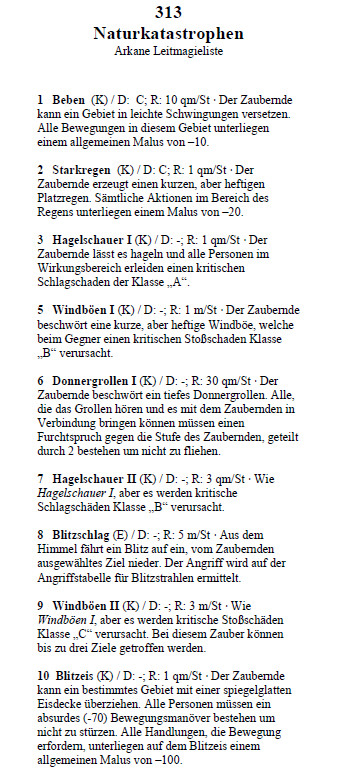 313
Naturkatastrophen
Arkane Leitmagieliste
1 Beben (K) / D: C; R: 10 qm/St · Der Zaubernde
kann ein Gebiet in leichte Schwingungen versetzen.
Alle Bewegungen in diesem Gebiet unterliegen
einem allgemeinen Malus von –10.
2 Starkregen (K) / D: C; R: 1 qm/St · Der
Zaubernde erzeugt einen kurzen, aber heftigen
Platzregen. Sämtliche Aktionen im Bereich des
Regens unterliegen einem Malus von –20.
3 Hagelschauer I (K) / D: -; R: 1 qm/St · Der
Zaubernde lässt es hageln und alle Personen im
Wirkungsbereich erleiden einen kritischen
Schlagschaden der Klasse „A“.
5 Windböen I (K) / D: -; R: 1 m/St · Der Zaubernde
beschwört eine kurze, aber heftige Windböe, welche
beim Gegner einen kritischen Stoßschaden Klasse
„B“ verursacht.
6 Donnergrollen I (K) / D: -; R: 30 qm/St · Der
Zaubernde beschwört ein tiefes Donnergrollen. Alle,
die das Grollen hören und es mit dem Zaubernden in
Verbindung bringen können müssen einen
Furchtspruch gegen die Stufe des Zaubernden, geteilt
durch 2 bestehen um nicht zu fliehen.
7 Hagelschauer II (K) / D: -; R: 3 qm/St · Wie
Hagelschauer I, aber es werden kritische
Schlagschäden Klasse „B“ verursacht.
8 Blitzschlag (E) / D: -; R: 5 m/St · Aus dem
Himmel fährt ein Blitz auf ein, vom Zaubernden
ausgewähltes Ziel nieder. Der Angriff wird auf der
Angriffstabelle für Blitzstrahlen ermittelt.
9 Windböen II (K) / D: -; R: 3 m/St · Wie
Windböen I, aber es werden kritische Stoßschäden
Klasse „C“ verursacht. Bei diesem Zauber können
bis zu drei Ziele getroffen werden.
10 Blitzeis (K) / D: -; R: 1 qm/St · Der Zaubernde
kann ein bestimmtes Gebiet mit einer spiegelglatten
Eisdecke überziehen. Alle Personen müssen ein
absurdes (-70) Bewegungsmanöver bestehen um
nicht zu stürzen. Alle Handlungen, die Bewegung
erfordern, unterliegen auf dem Blitzeis einem
allgemeinen Malus von –100.